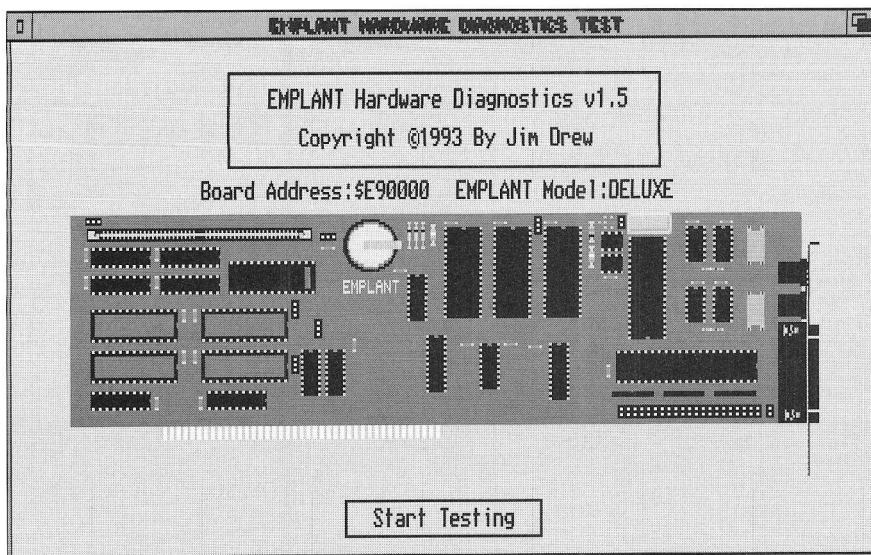 EMPLANT HARDWARE DIAGNOSTICS TEST
EMPLANT Hardware Diagnostics v1.5
Copyright ©1993 By Jim Drew
Board Address:$E90000 EMPLANT Model:DELUXE
EMPLANT
Start Testing